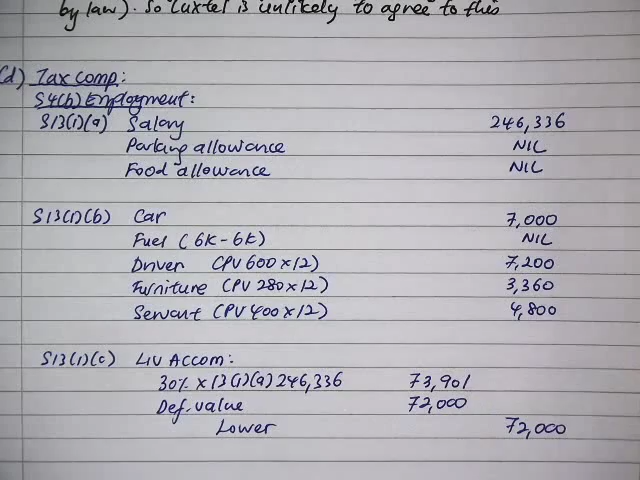 by law). So Luxtel is unlikely to agree to this
(d) Tax comp:
S4(b) Employment:
S13(1)(a) Salary 246,336
Parking allowance NIL
Food allowance NIL
S13(1)(b) Car 7,000
Fuel (6K-6K) NIL
Driver (PV 600 x 12) 7,200
Furniture (PV 280 x 12) 3,360
Servant (PV 400 x 12) 4,800
S13(1)(c) Liv Accom:
30% x 13(1)(a) 246,336 73,901
Def. value 72,000
Lower 72,000